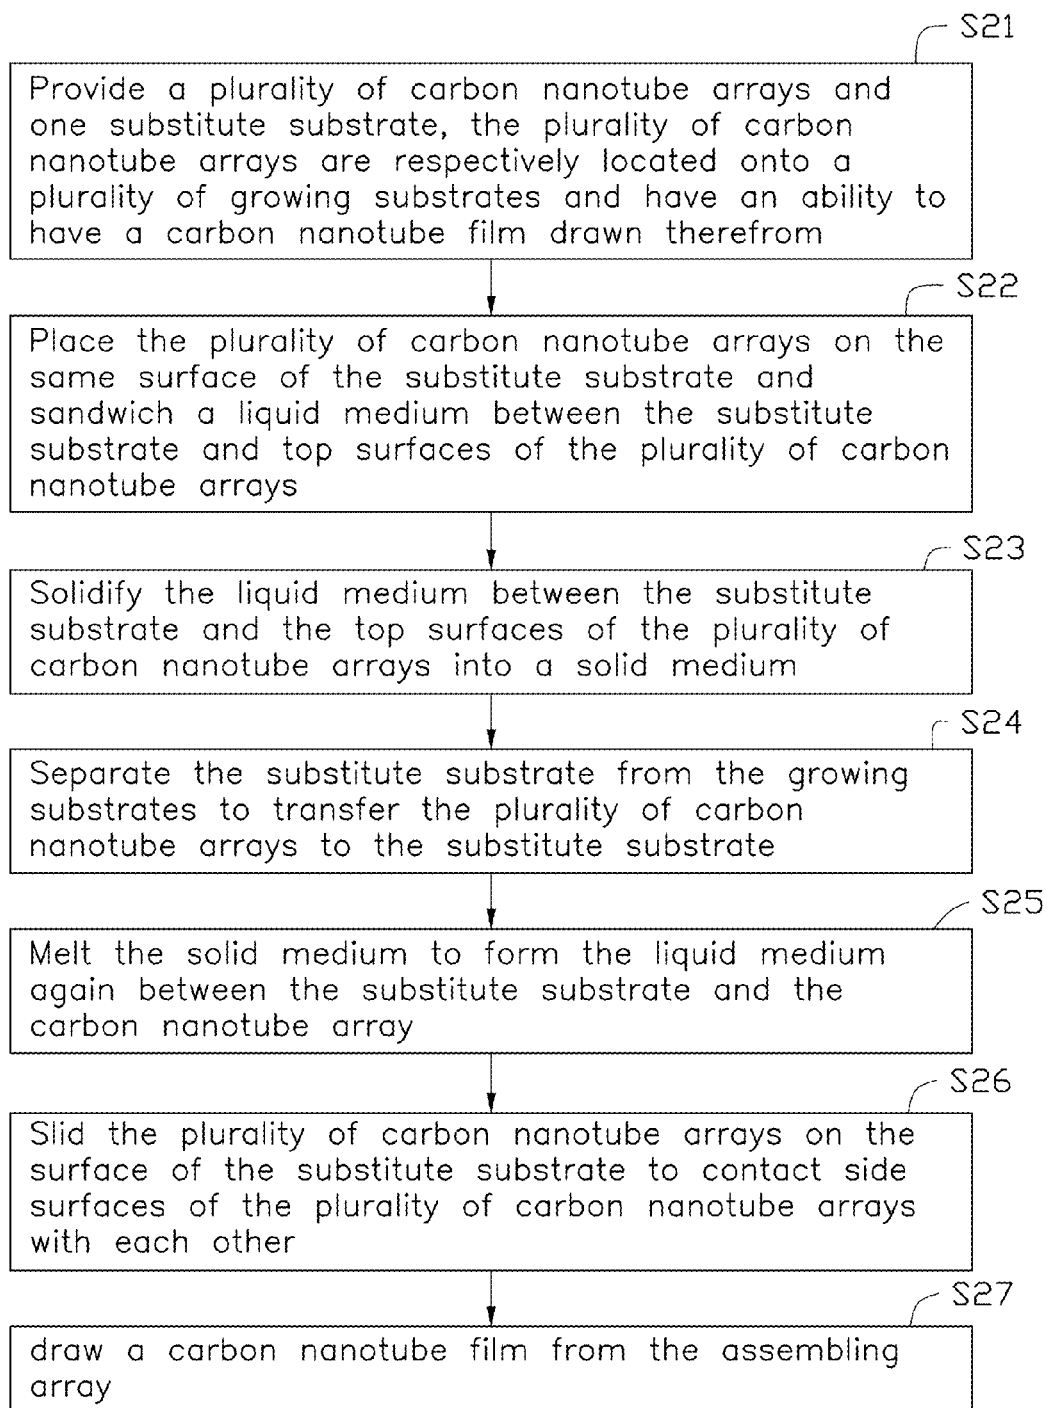 S21
Provide a plurality of carbon nanotube arrays and
one substitute substrate, the plurality of carbon
nanotube arrays are respectively located onto a
plurality of growing substrates and have an ability to
have a carbon nanotube film drawn therefrom
S22
Place the plurality of carbon nanotube arrays on the
same surface of the substitute substrate and
sandwich a liquid medium between the substitute
substrate and top surfaces of the plurality of carbon
nanotube arrays
S23
Solidify the liquid medium between the substitute
substrate and the top surfaces of the plurality of
carbon nanotube arrays into a solid medium
S24
Separate the substitute substrate from the growing
substrates to transfer the plurality of carbon
nanotube arrays to the substitute substrate
S25
Melt the solid medium to form the liquid medium
again between the substitute substrate and the
carbon nanotube array
S26
Slid the plurality of carbon nanotube arrays on the
surface of the substitute substrate to contact side
surfaces of the plurality of carbon nanotube arrays
with each other
S27
draw a carbon nanotube film from the assembling
array